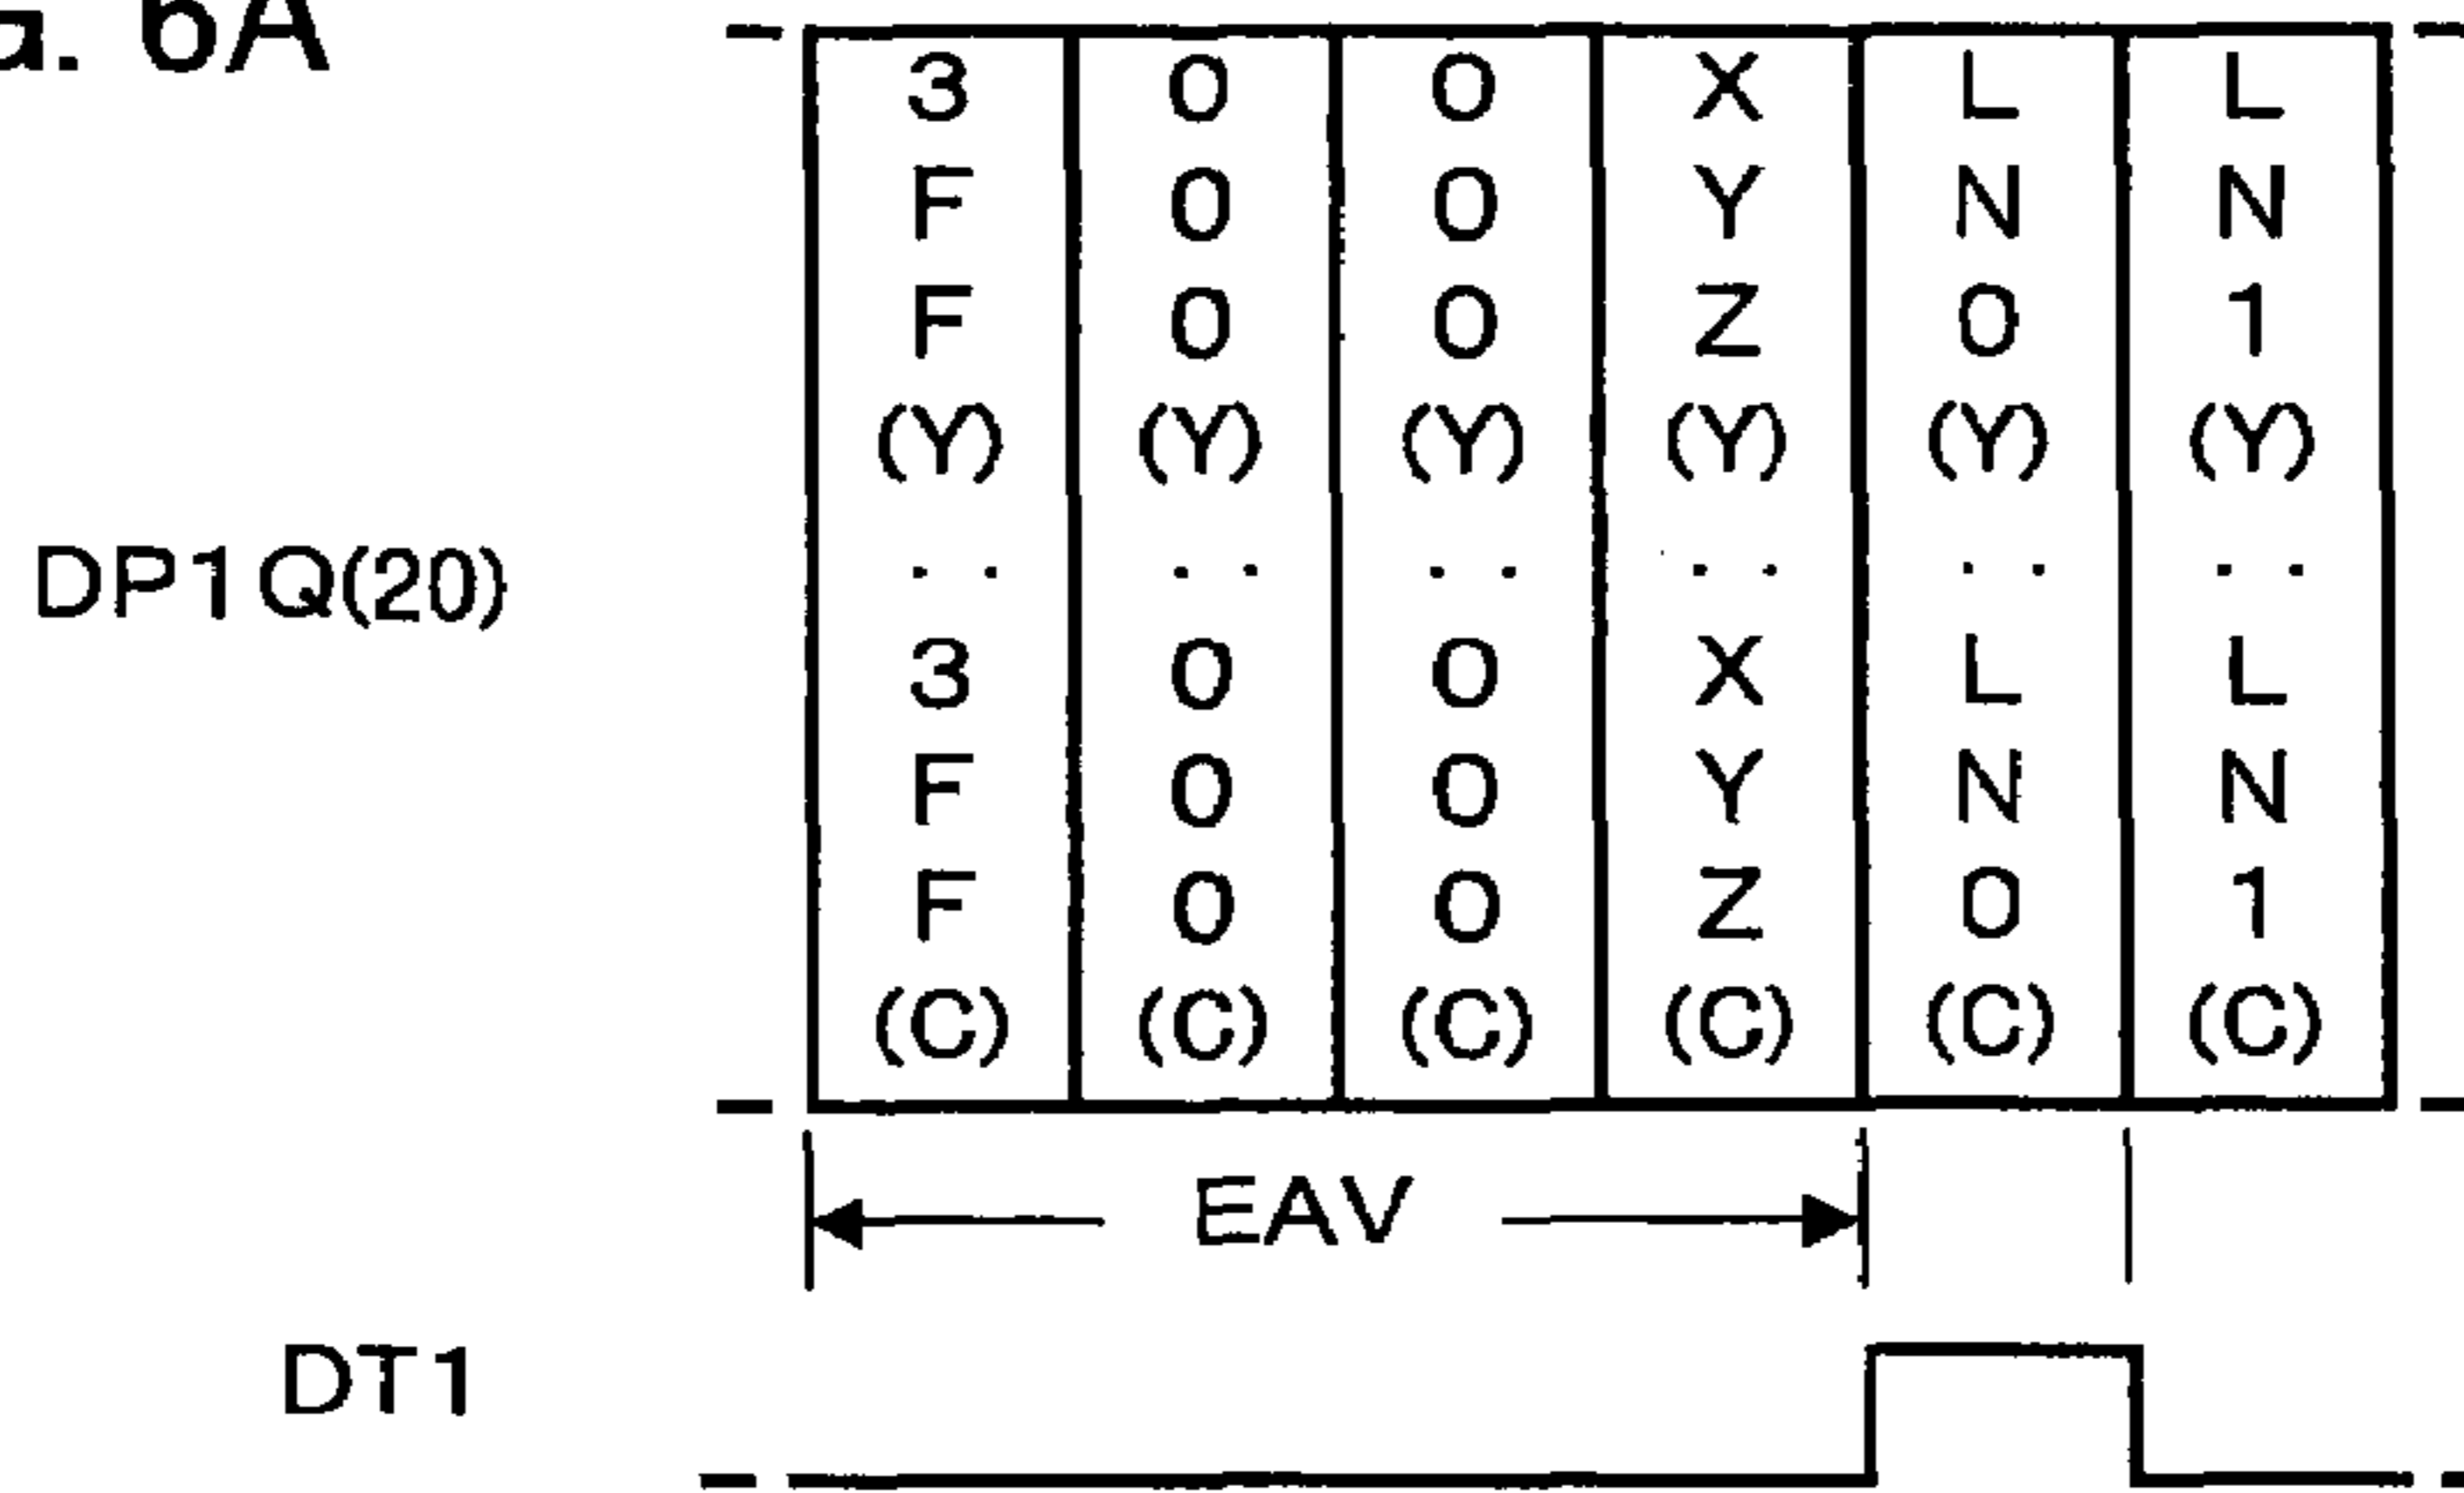 G. 6A
3 0 0 X L L
F 0 0 Y N N
F 0 0 Z 0 1
(Y) (Y) (Y) (Y) (Y) (Y)
DP1Q(20)
. . . . . . . . . . . .
3 0 0 X L L
F 0 0 Y N N
F 0 0 Z 0 1
(C) (C) (C) (C) (C) (C)
EAV
DT1